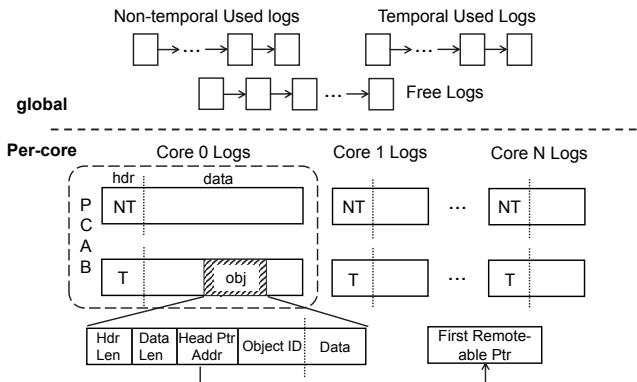 Non-temporal Used logs
Temporal Used Logs
Free Logs
global
Per-core
Core 0 Logs
Core 1 Logs
Core N Logs
hdr
data
PCAB
NT
NT
...
NT
T
obj
T
...
T
Hdr Len
Data Len
Head Ptr Addr
Object ID
Data
First Remote-
able Ptr